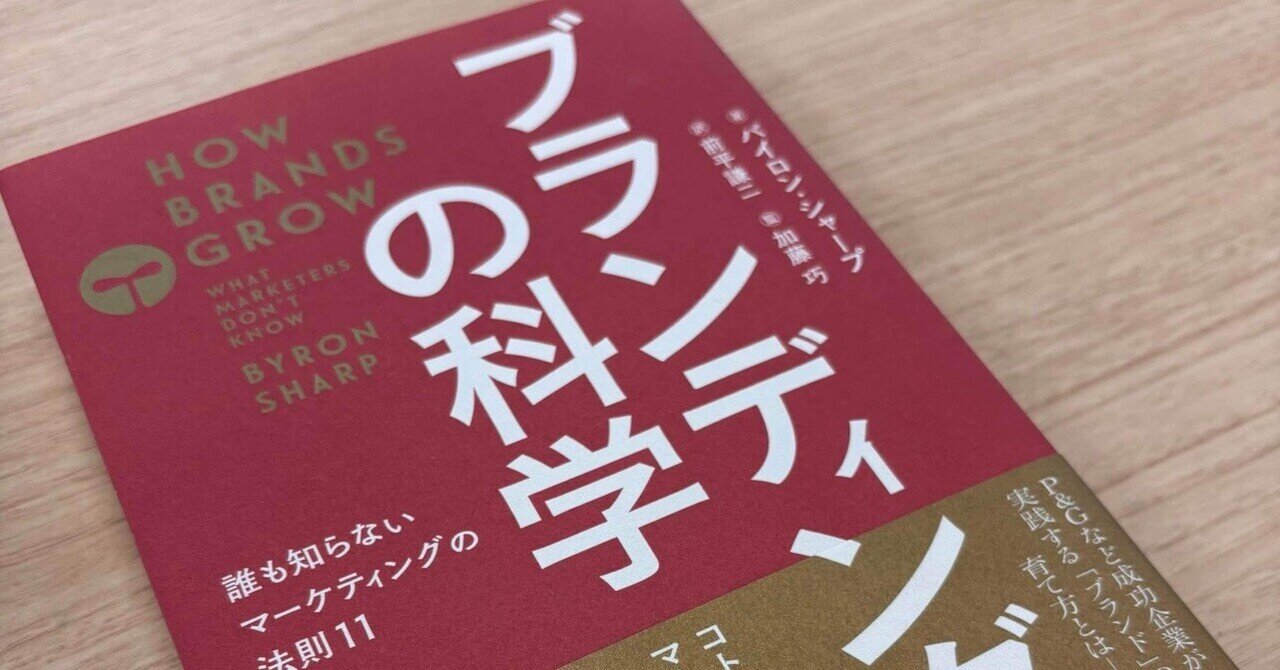 HOW
BRANDS
GROW
WHAT
MARKETERS
DON'T
KNOW
BYRON
SHARP
ブランディング
の科学
著 バイロン・シャープ
訳 前平謙二 監 加藤 巧
誰も知らない
マーケティングの
法則11
P&Gなど成功企業が
実践する「ブランド」の
育て方とは
コト
マ